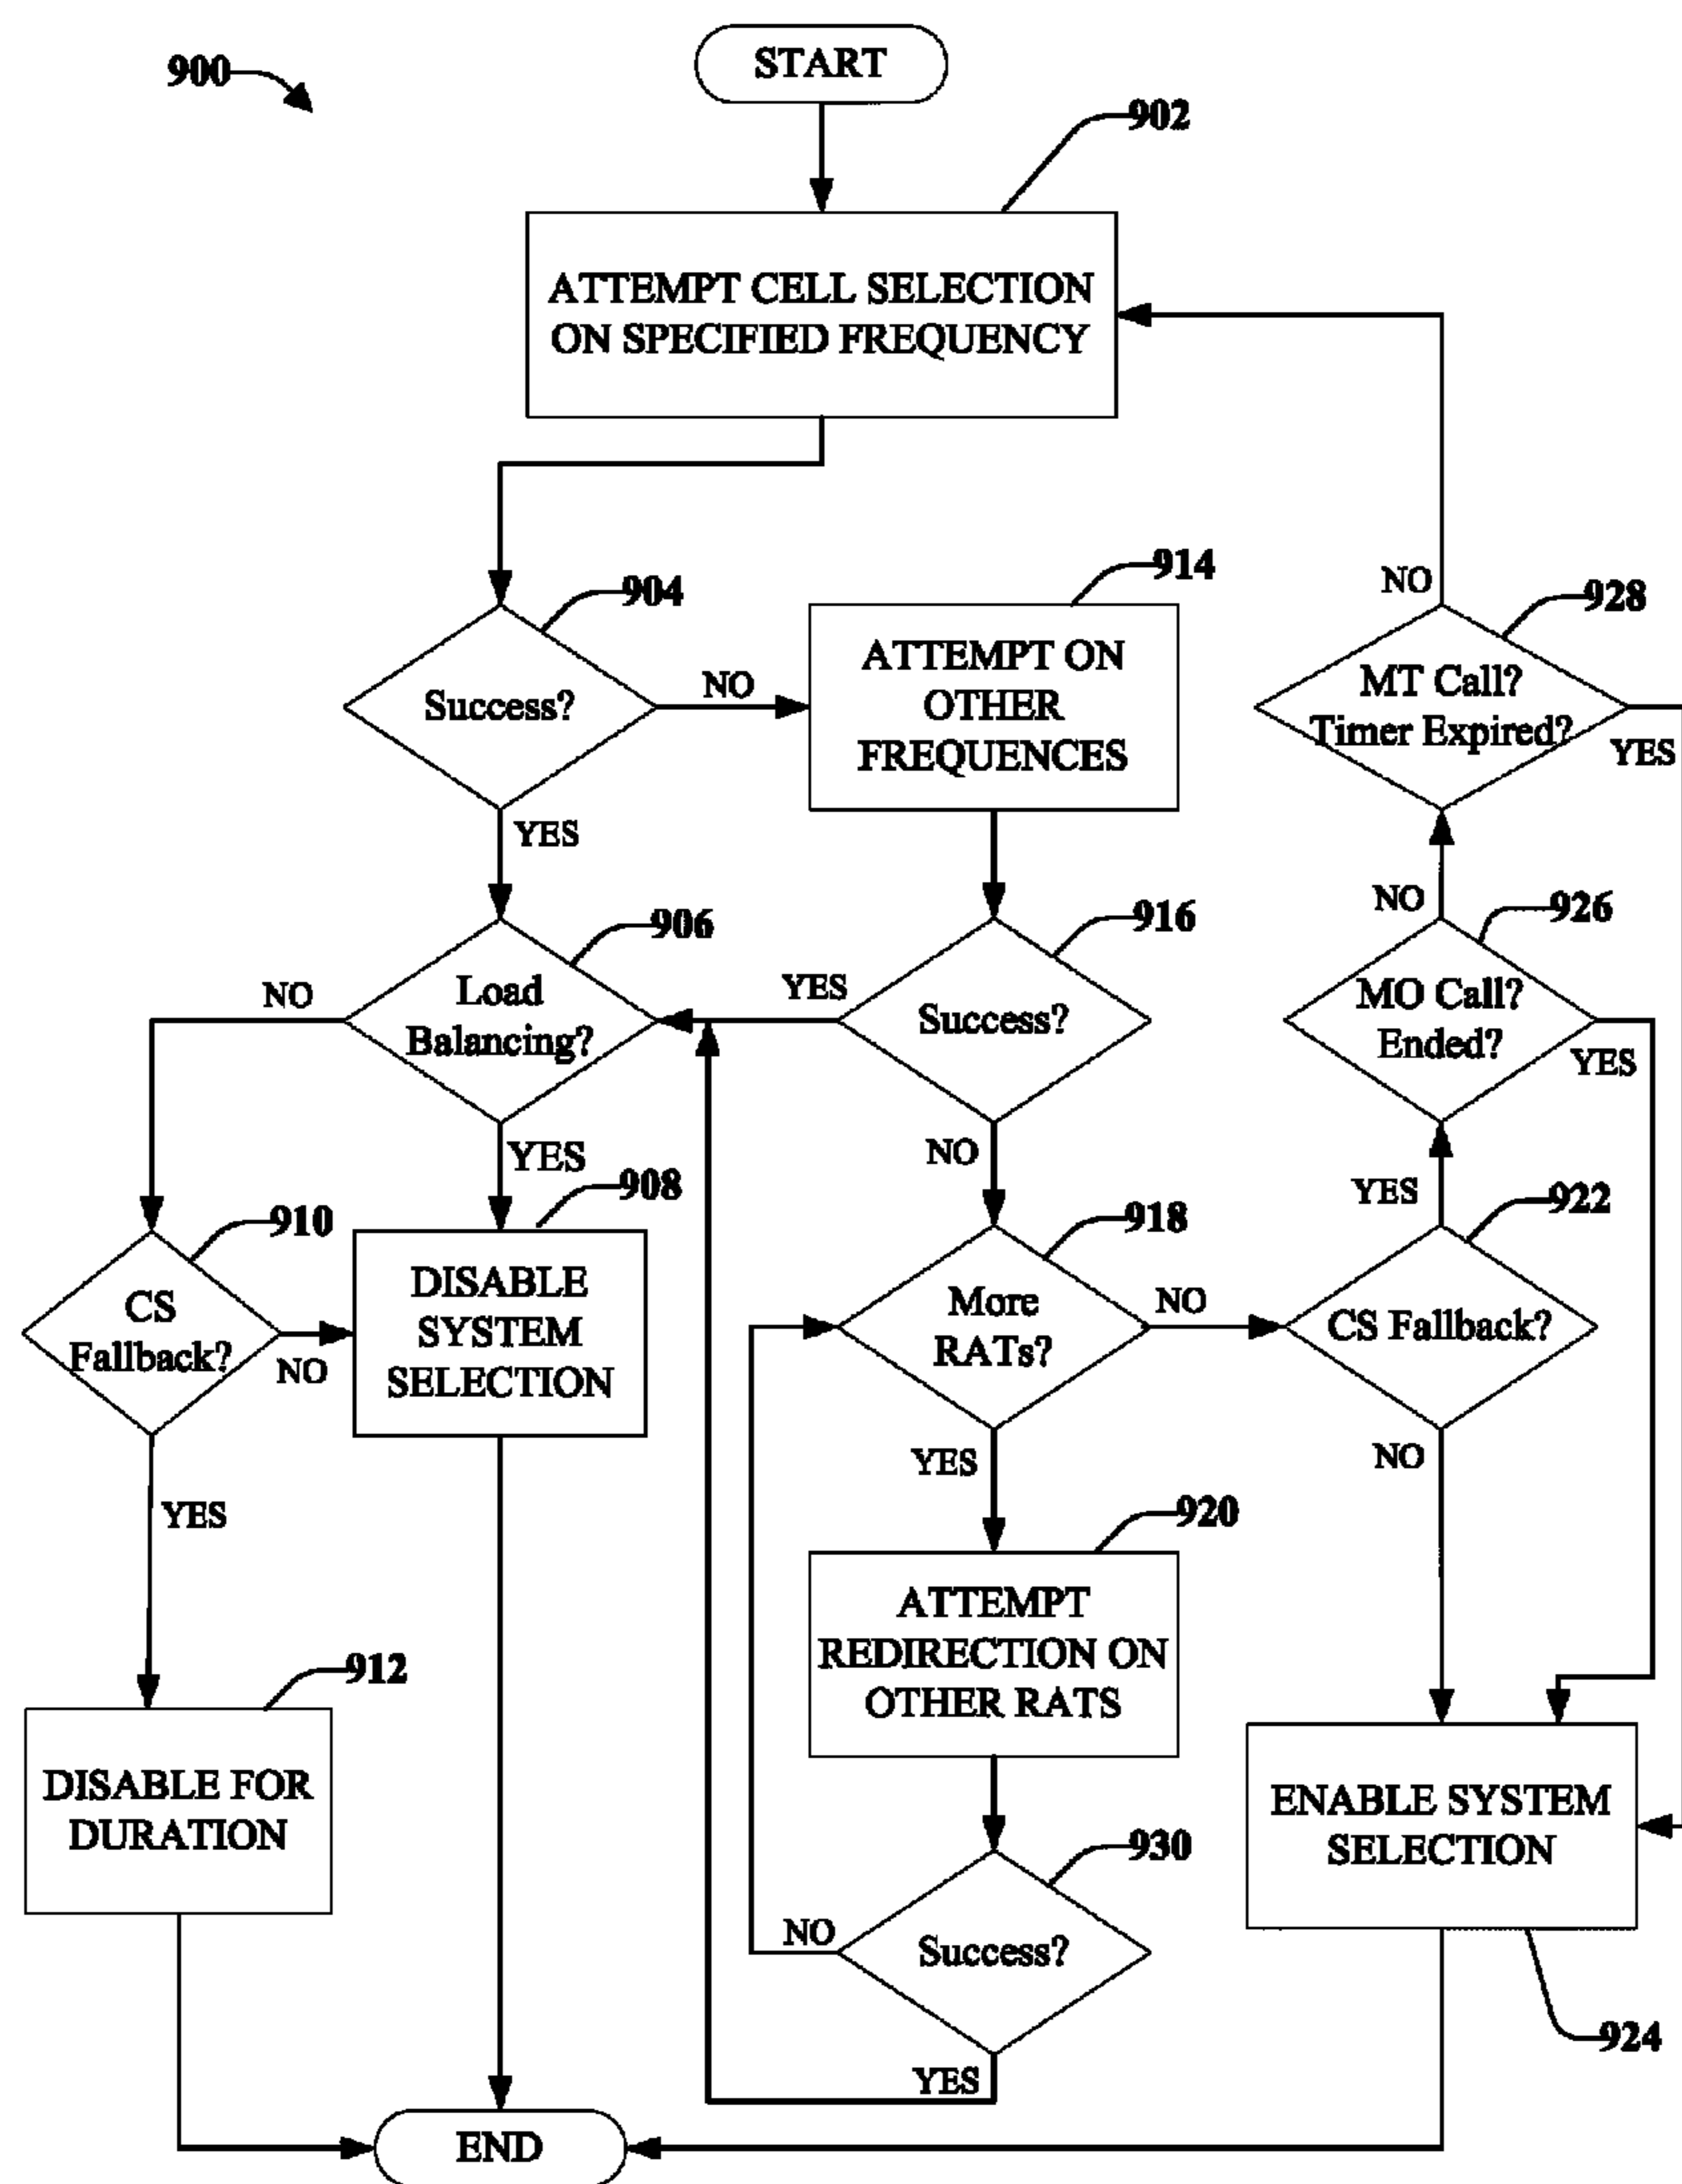 START
900
902
ATTEMPT CELL SELECTION
ON SPECIFIED FREQUENCY
904
Success?
NO
YES
914
ATTEMPT ON
OTHER
FREQUENCES
928
NO
MT Call?
Timer Expired?
YES
906
Load
Balancing?
NO
YES
916
YES
Success?
NO
926
NO
MO Call?
Ended?
YES
908
DISABLE
SYSTEM
SELECTION
910
CS
Fallback?
NO
YES
918
More
RATs?
NO
YES
922
YES
CS Fallback?
NO
920
ATTEMPT
REDIRECTION ON
OTHER RATS
912
DISABLE FOR
DURATION
ENABLE SYSTEM
SELECTION
930
NO
Success?
YES
924
END